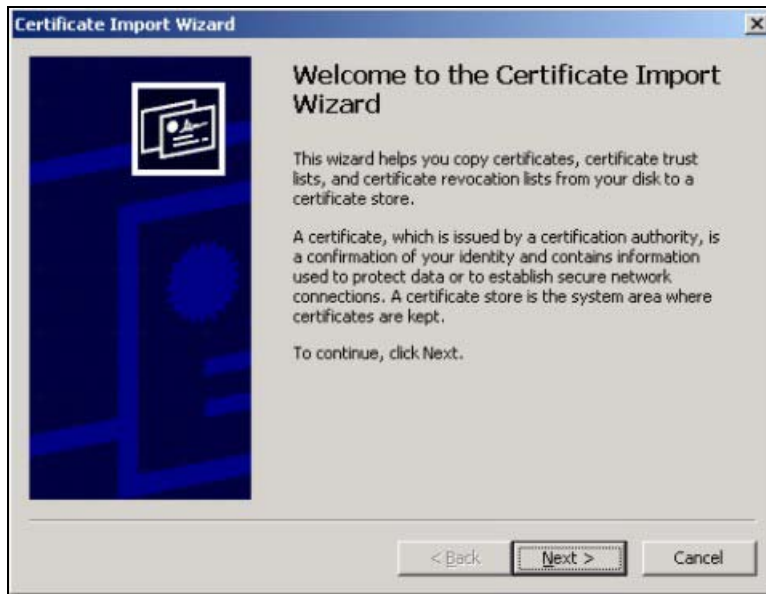 Certificate Import Wizard
Welcome to the Certificate Import
Wizard
This wizard helps you copy certificates, certificate trust
lists, and certificate revocation lists from your disk to a
certificate store.
A certificate, which is issued by a certification authority, is
a confirmation of your identity and contains information
used to protect data or to establish secure network
connections. A certificate store is the system area where
certificates are kept.
To continue, click Next.
< Back
Next >
Cancel